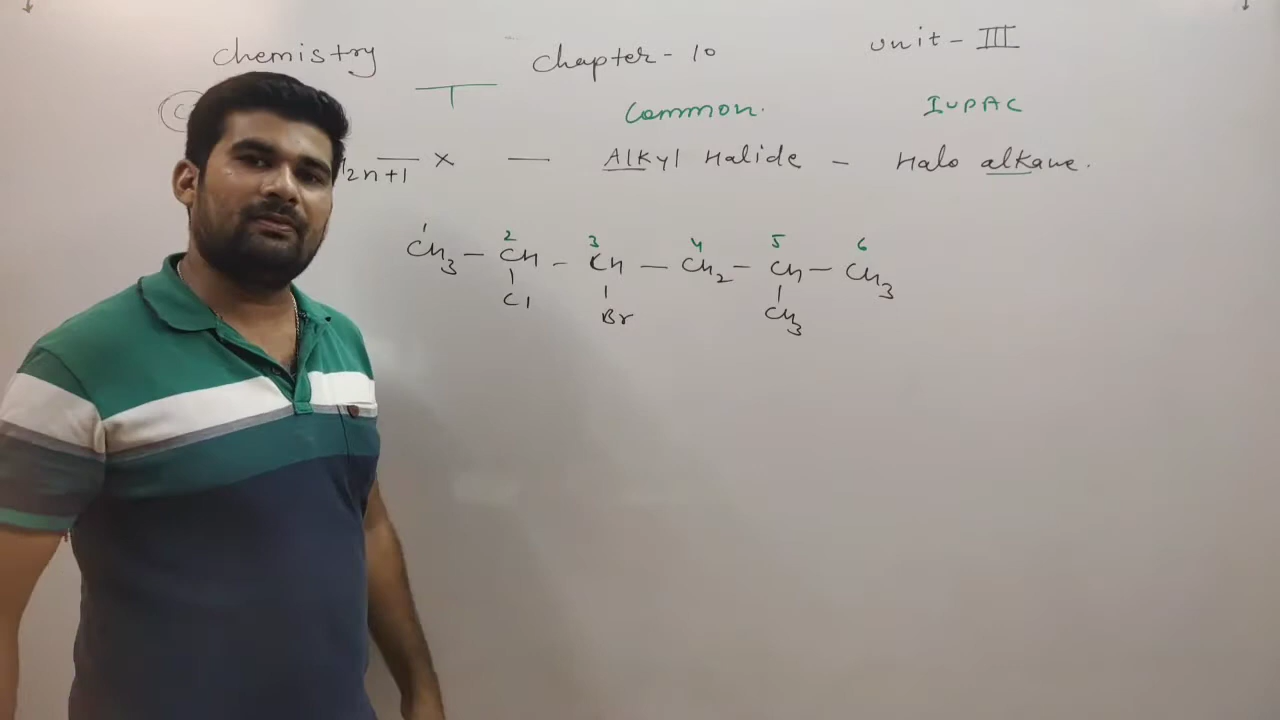 Chemistry Chapter - 10 Unit - III
Common. IUPAC
2n+1 X — Alkyl Halide - Halo alkane.
1 2 3 4 5 6
CH3 - CH - CH - CH2 - CH - CH3
Cl Br CH3